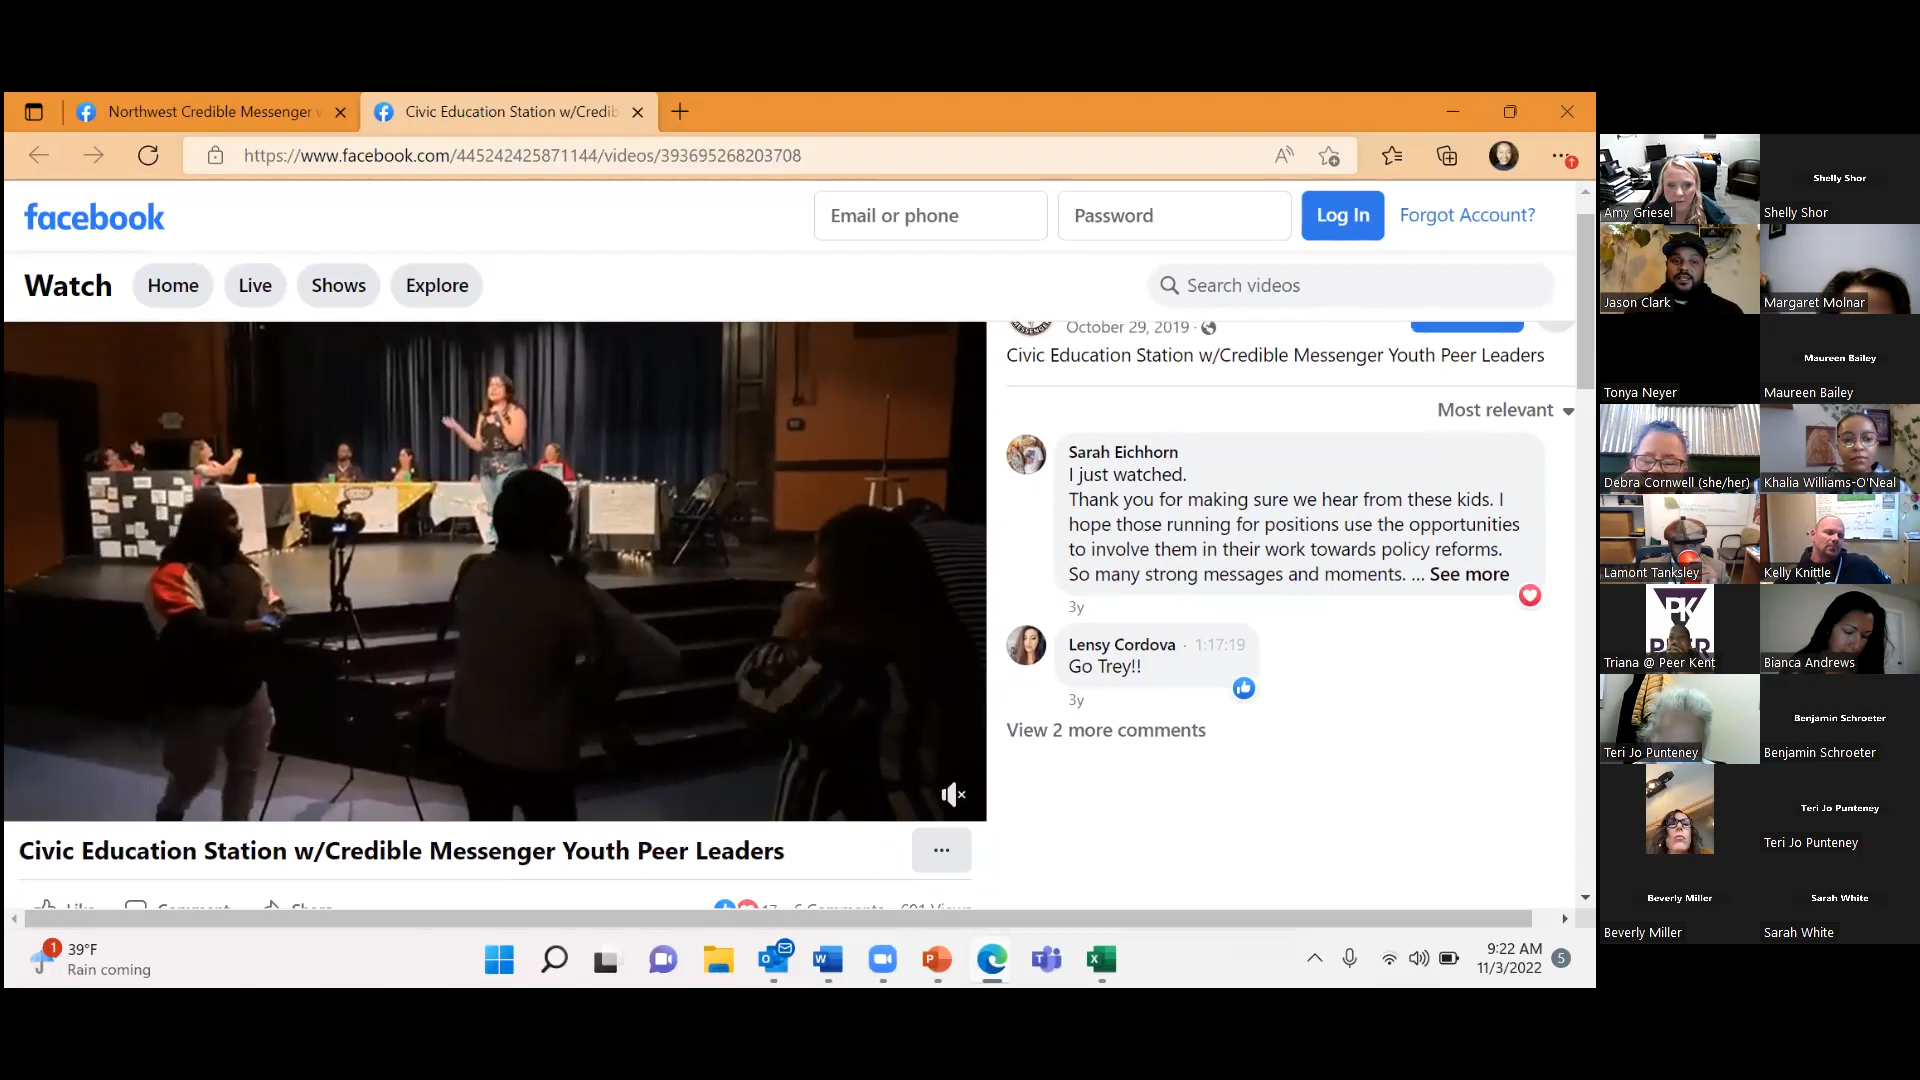 Northwest Credible Messenger
Civic Education Station w/Credib
https://www.facebook.com/445242425871144/videos/393695268203708
facebook
Email or phone
Password
Log In
Forgot Account?
Watch
Home
Live
Shows
Explore
Search videos
October 29, 2019 ·
Civic Education Station w/Credible Messenger Youth Peer Leaders
Most relevant
Sarah Eichhorn
I just watched.
Thank you for making sure we hear from these kids. I
hope those running for positions use the opportunities
to involve them in their work towards policy reforms.
So many strong messages and moments. ... See more
3y
Lensy Cordova · 1:17:19
Go Trey!!
3y
View 2 more comments
Civic Education Station w/Credible Messenger Youth Peer Leaders
...
Like
Comment
Share
1
39°F
Rain coming
9:22 AM
11/3/2022
5
Amy Griesel
Shelly Shor
Shelly Shor
Jason Clark
Margaret Molnar
Tonya Neyer
Maureen Bailey
Maureen Bailey
Debra Cornwell (she/her)
Khalia Williams-O'Neal
Lamont Tanksley
Kelly Knittle
PK
Triana @ Peer Kent
Bianca Andrews
Teri Jo Punteney
Benjamin Schroeter
Benjamin Schroeter
Teri Jo Punteney
Teri Jo Punteney
Beverly Miller
Beverly Miller
Sarah White
Sarah White